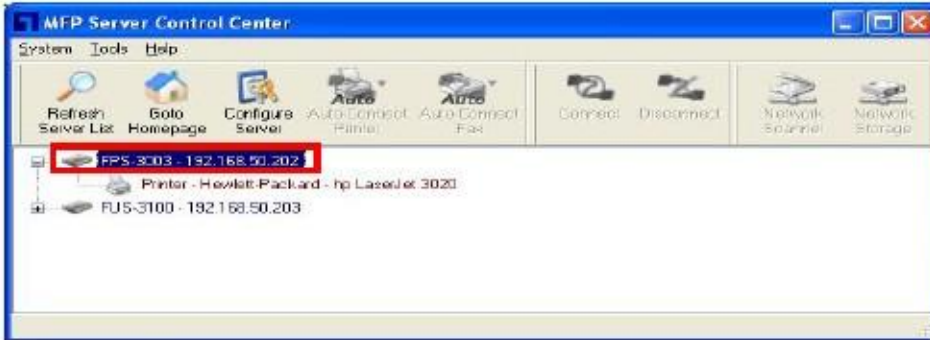 MFP Server Control Center
System Tools Help
Refresh Server List
Goto Homepage
Configure Server
Auto Connect Printer
Auto Connect Fax
Connect
Disconnect
Network Scanner
Network Storage
FPS-3003 - 192.168.50.202
Printer - Hewlett-Packard - hp LaserJet 3020
FUS-3100 - 192.168.50.203